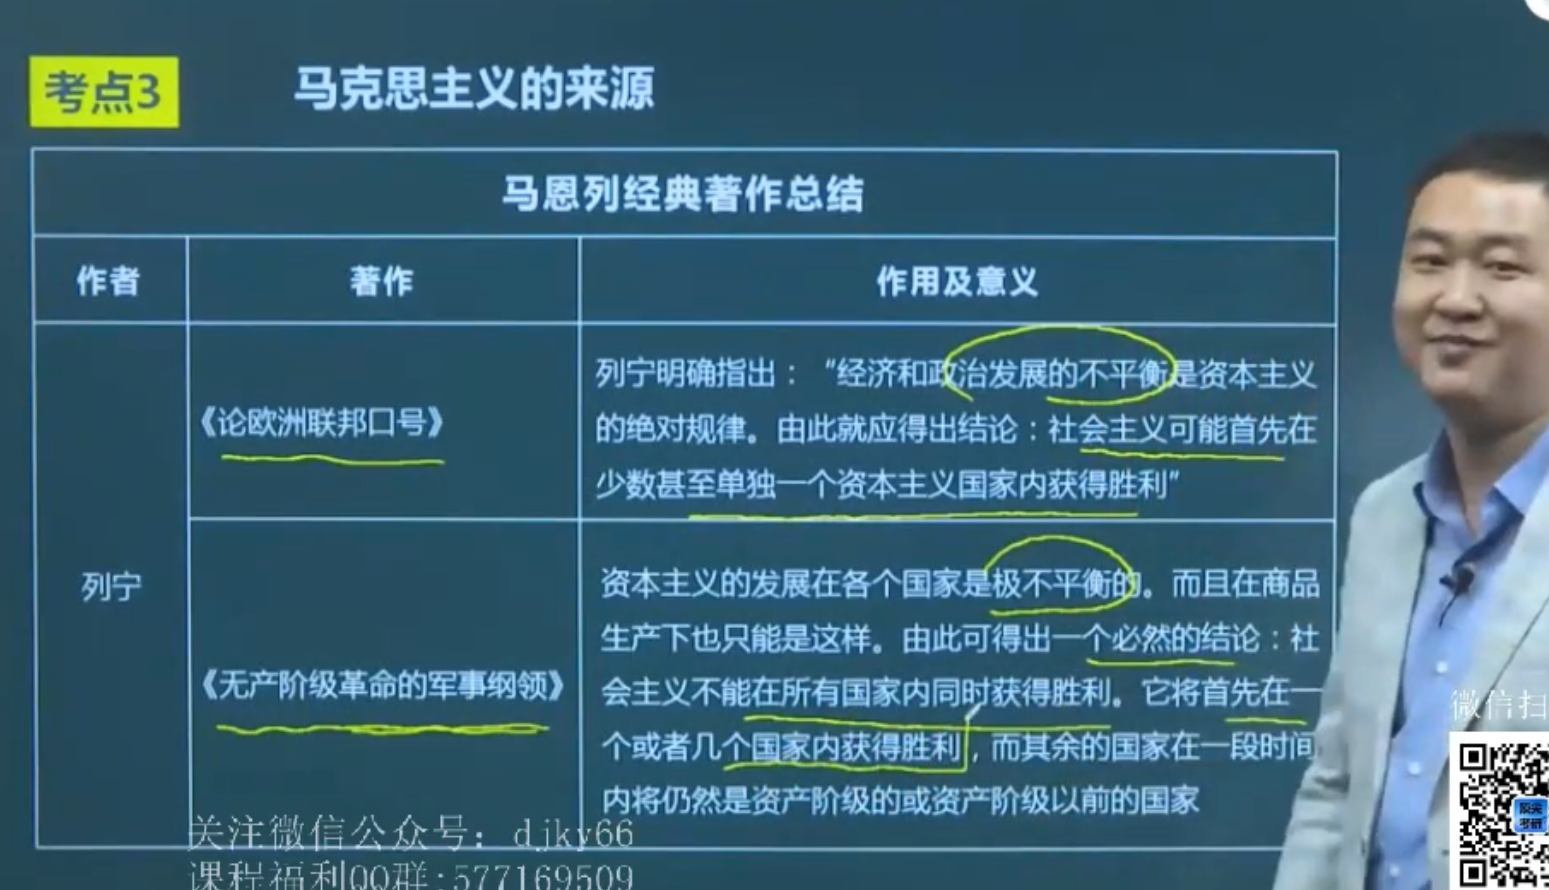 考点3 马克思主义的来源
马恩列经典著作总结
作者 著作 作用及意义
列宁
《论欧洲联邦口号》
列宁明确指出：“经济和政治发展的不平衡是资本主义
的绝对规律。由此就应得出结论：社会主义可能首先在
少数甚至单独一个资本主义国家内获得胜利”
《无产阶级革命的军事纲领》
资本主义的发展在各个国家是极不平衡的。而且在商品
生产下也只能是这样。由此可得出一个必然的结论：社
会主义不能在所有国家内同时获得胜利。它将首先在一
个或者几个国家内获得胜利，而其余的国家在一段时间
内将仍然是资产阶级的或资产阶级以前的国家
微信扫
关注微信公众号：djky66
课程福利QQ群:577169509